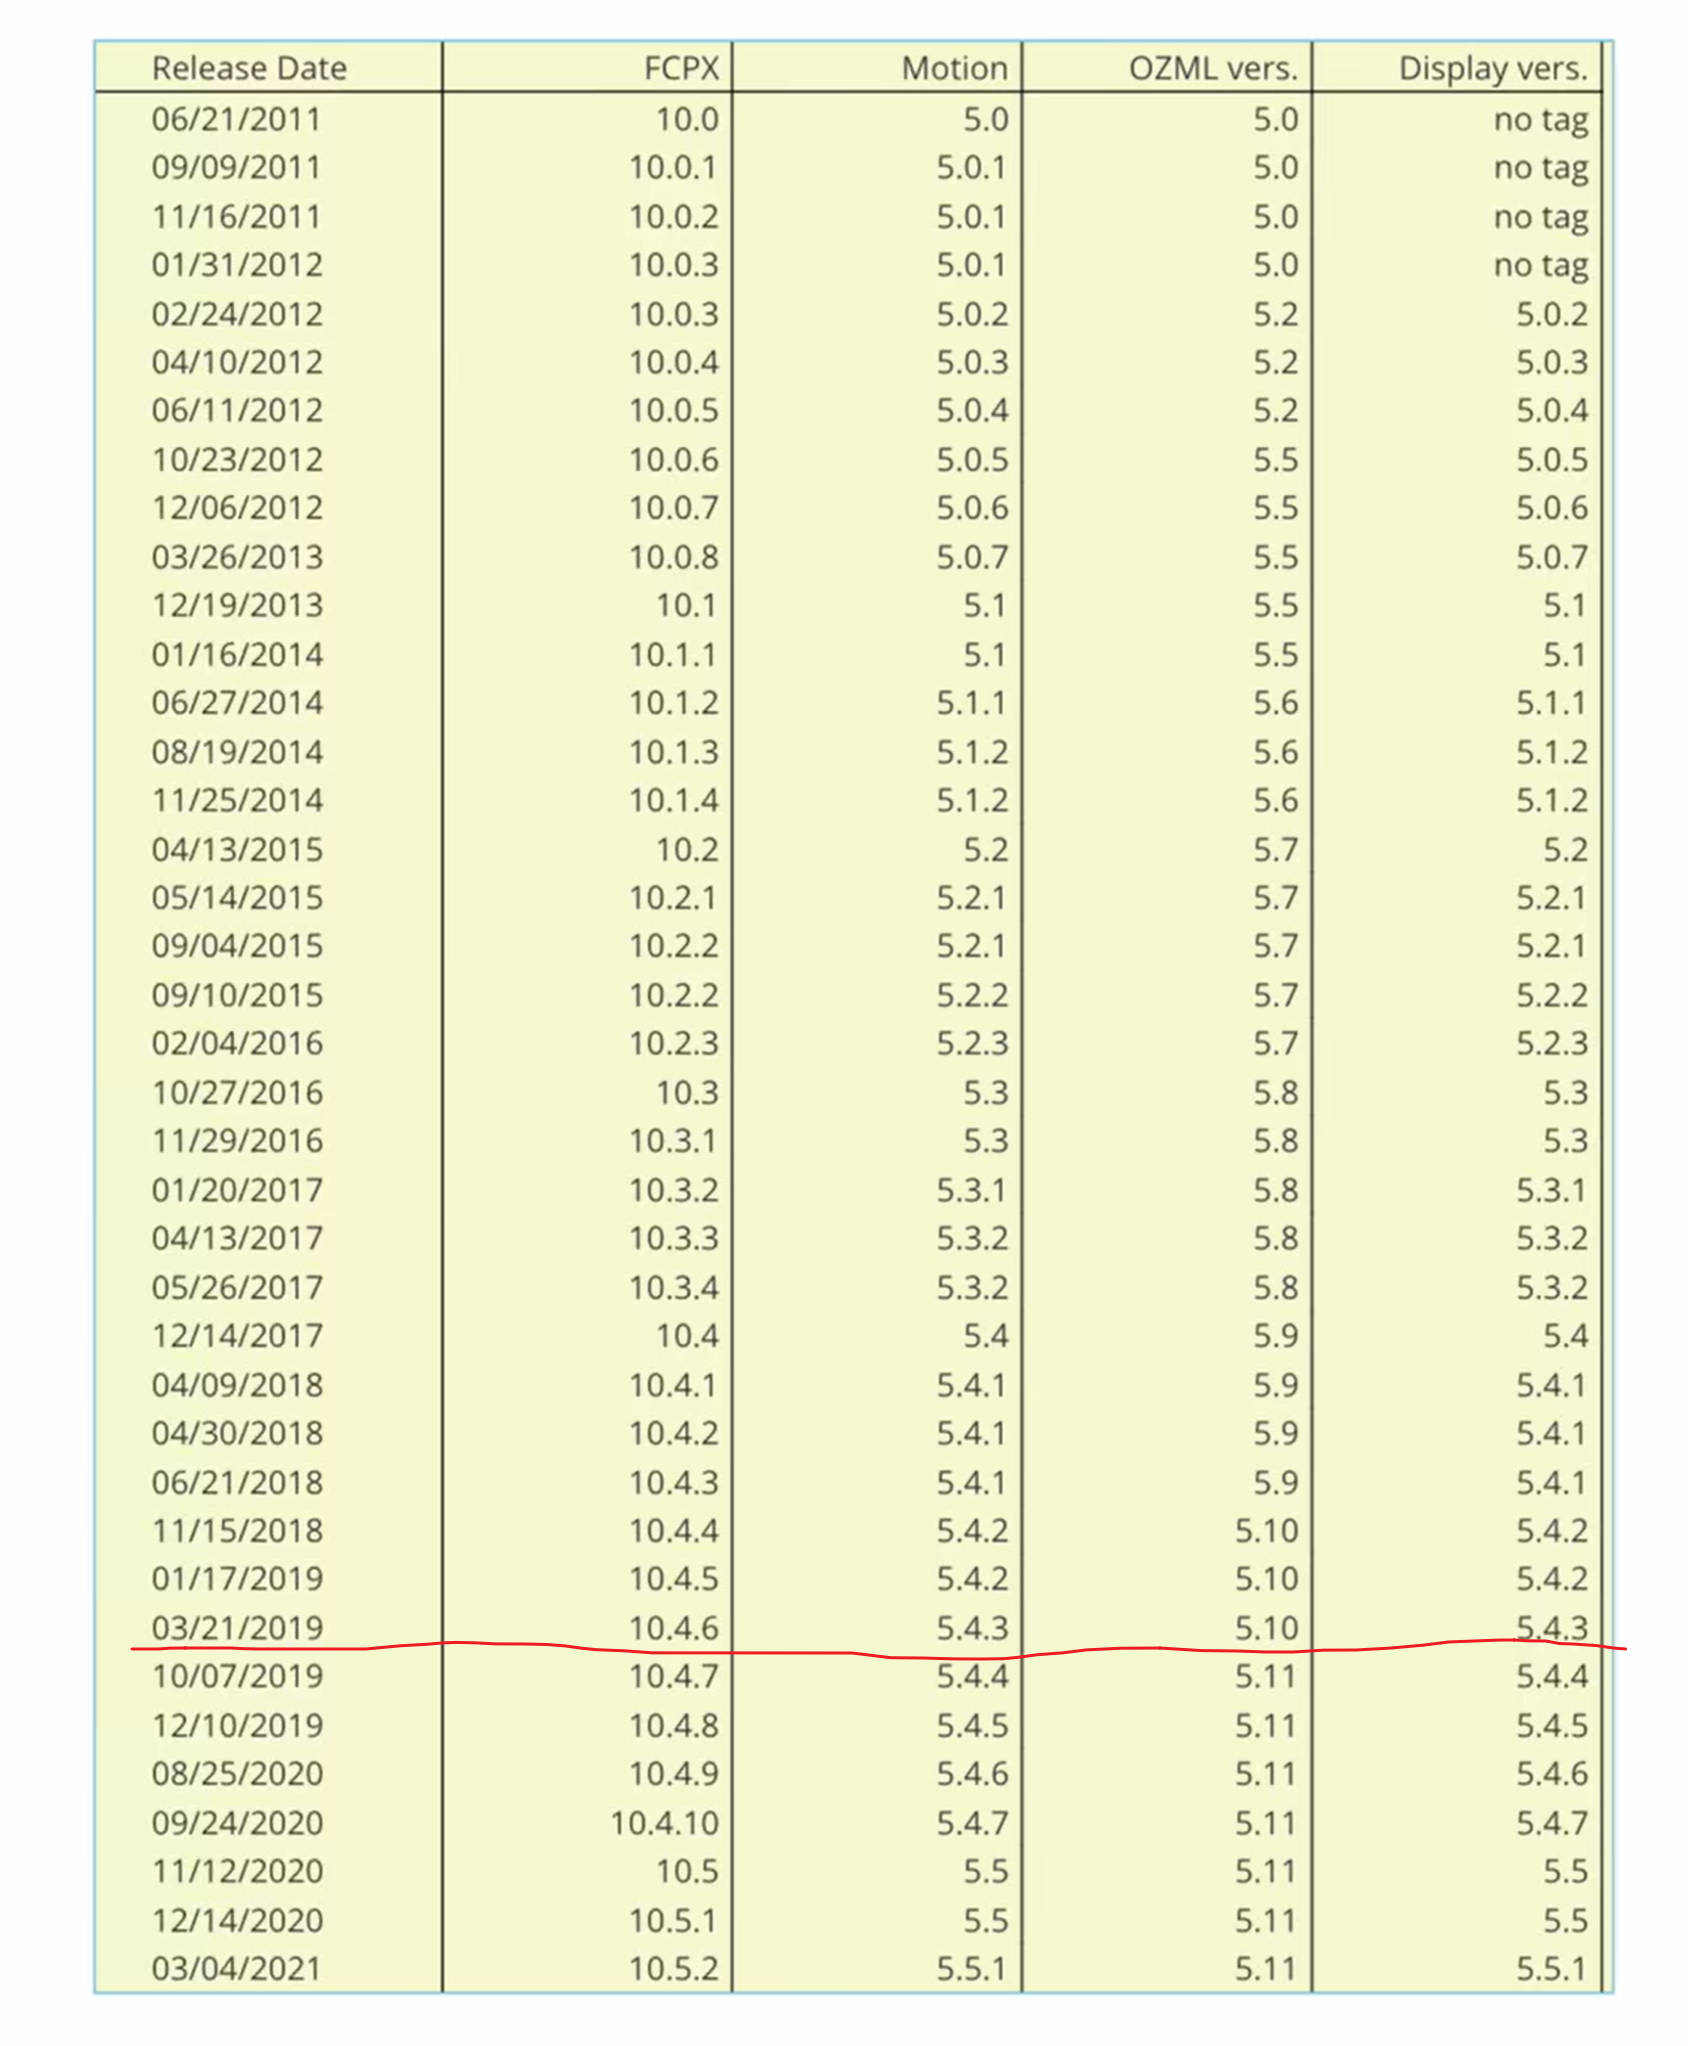 Release Date FCPX Motion OZML vers. Display vers.
06/21/2011 10.0 5.0 5.0 no tag
09/09/2011 10.0.1 5.0.1 5.0 no tag
11/16/2011 10.0.2 5.0.1 5.0 no tag
01/31/2012 10.0.3 5.0.1 5.0 no tag
02/24/2012 10.0.3 5.0.2 5.2 5.0.2
04/10/2012 10.0.4 5.0.3 5.2 5.0.3
06/11/2012 10.0.5 5.0.4 5.2 5.0.4
10/23/2012 10.0.6 5.0.5 5.5 5.0.5
12/06/2012 10.0.7 5.0.6 5.5 5.0.6
03/26/2013 10.0.8 5.0.7 5.5 5.0.7
12/19/2013 10.1 5.1 5.5 5.1
01/16/2014 10.1.1 5.1 5.5 5.1
06/27/2014 10.1.2 5.1.1 5.6 5.1.1
08/19/2014 10.1.3 5.1.2 5.6 5.1.2
11/25/2014 10.1.4 5.1.2 5.6 5.1.2
04/13/2015 10.2 5.2 5.7 5.2
05/14/2015 10.2.1 5.2.1 5.7 5.2.1
09/04/2015 10.2.2 5.2.1 5.7 5.2.1
09/10/2015 10.2.2 5.2.2 5.7 5.2.2
02/04/2016 10.2.3 5.2.3 5.7 5.2.3
10/27/2016 10.3 5.3 5.8 5.3
11/29/2016 10.3.1 5.3 5.8 5.3
01/20/2017 10.3.2 5.3.1 5.8 5.3.1
04/13/2017 10.3.3 5.3.2 5.8 5.3.2
05/26/2017 10.3.4 5.3.2 5.8 5.3.2
12/14/2017 10.4 5.4 5.9 5.4
04/09/2018 10.4.1 5.4.1 5.9 5.4.1
04/30/2018 10.4.2 5.4.1 5.9 5.4.1
06/21/2018 10.4.3 5.4.1 5.9 5.4.1
11/15/2018 10.4.4 5.4.2 5.10 5.4.2
01/17/2019 10.4.5 5.4.2 5.10 5.4.2
03/21/2019 10.4.6 5.4.3 5.10 5.4.3
10/07/2019 10.4.7 5.4.4 5.11 5.4.4
12/10/2019 10.4.8 5.4.5 5.11 5.4.5
08/25/2020 10.4.9 5.4.6 5.11 5.4.6
09/24/2020 10.4.10 5.4.7 5.11 5.4.7
11/12/2020 10.5 5.5 5.11 5.5
12/14/2020 10.5.1 5.5 5.11 5.5
03/04/2021 10.5.2 5.5.1 5.11 5.5.1